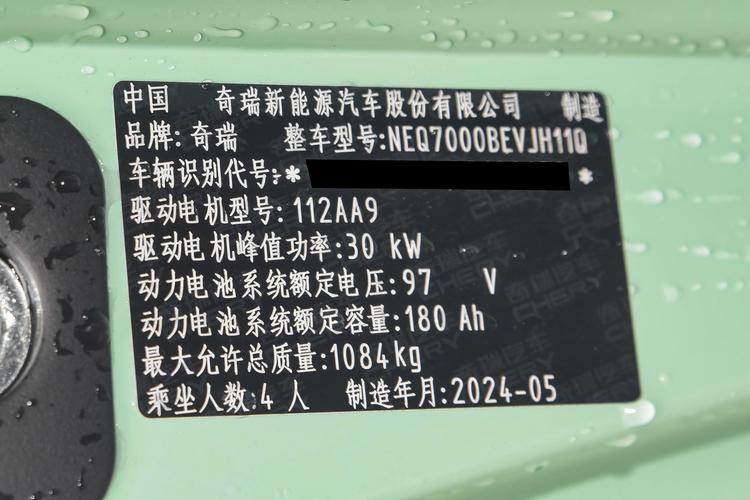 中国 奇瑞新能源汽车股份有限公司 制造
品牌:奇瑞 整车型号:NEQ7000BEVJH11Q
车辆识别代号:* *
驱动电机型号:112AA9
驱动电机峰值功率:30 kW
动力电池系统额定电压:97 V
动力电池系统额定容量:180 Ah
最大允许总质量:1084kg
乘坐人数:4 人 制造年月:2024-05